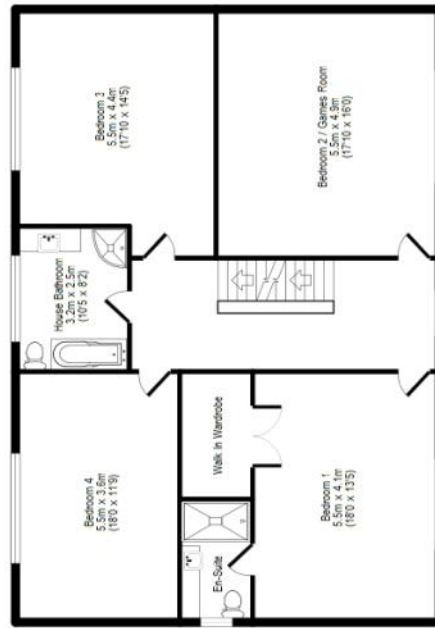 Bedroom 3
5.5m x 4.4m
(17'10 x 14'5)
Bedroom 2 / Games Room
5.5m x 4.9m
(17'10 x 16'0)
House Bathroom
3.2m x 2.5m
(10'5 x 8'2)
Bedroom 4
5.5m x 3.6m
(18'0 x 11'9)
Walk in Wardrobe
En-Suite
Bedroom 1
5.5m x 4.1m
(18'0 x 13'5)